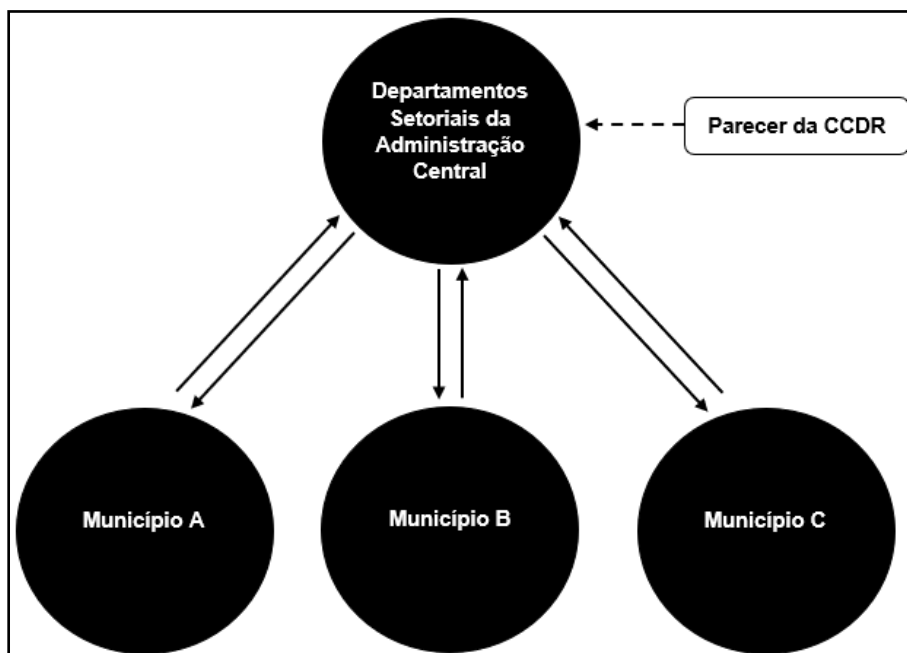 Departamentos
Setoriais da
Administração
Central
Parecer da CCDR
Município A
Município B
Município C